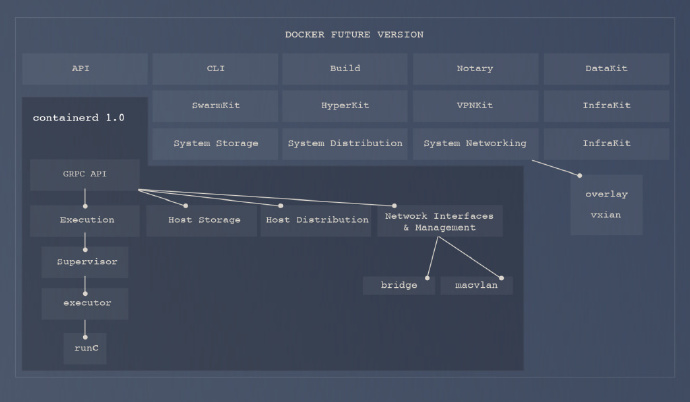 DOCKER FUTURE VERSION
API
CLI
Build
Notary
DataKit
SwarmKit
HyperKit
VPNKit
InfraKit
containerd 1.0
System Storage
System Distribution
System Networking
InfraKit
GRPC API
overlay
vxian
Execution
Host Storage
Host Distribution
Network Interfaces
& Management
Supervisor
bridge
macvlan
executor
runC